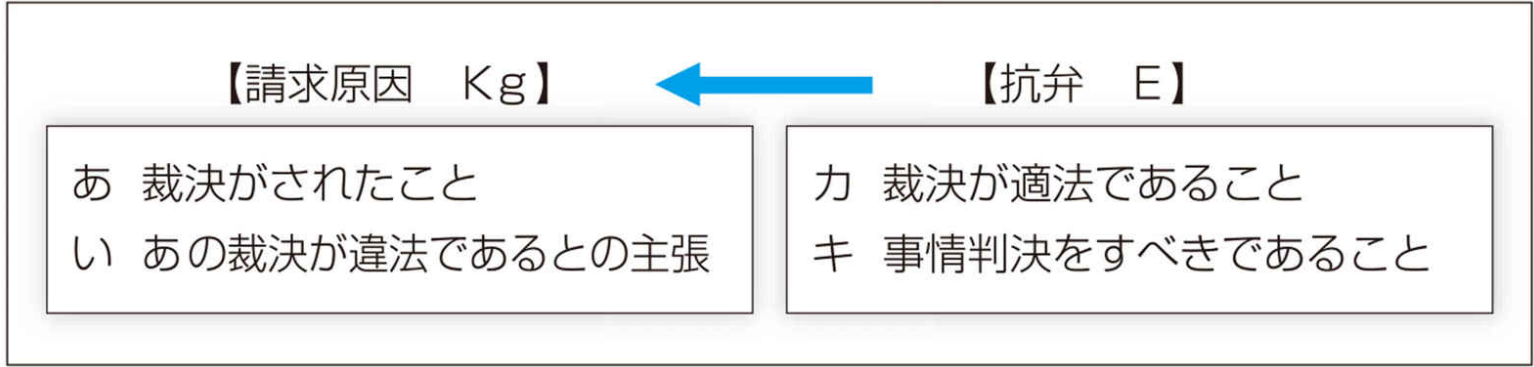 【請求原因　Kg】
あ 裁決がされたこと
い あの裁決が違法であるとの主張
【抗弁　E】
カ 裁決が適法であること
キ 事情判決をすべきであること